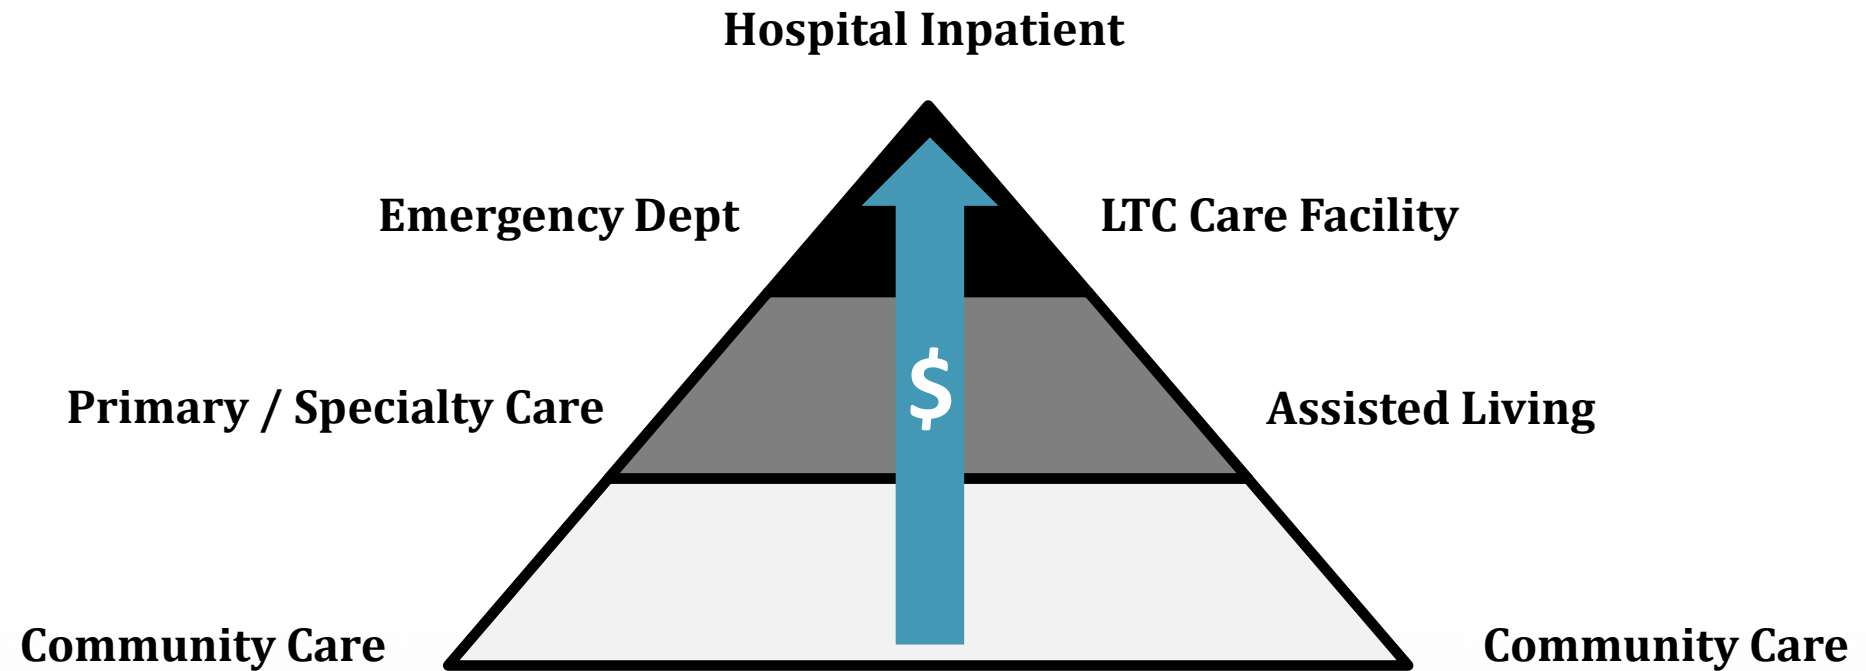 Hospital Inpatient
Emergency Dept
LTC Care Facility
Primary / Specialty Care
$
Assisted Living
Community Care
Community Care